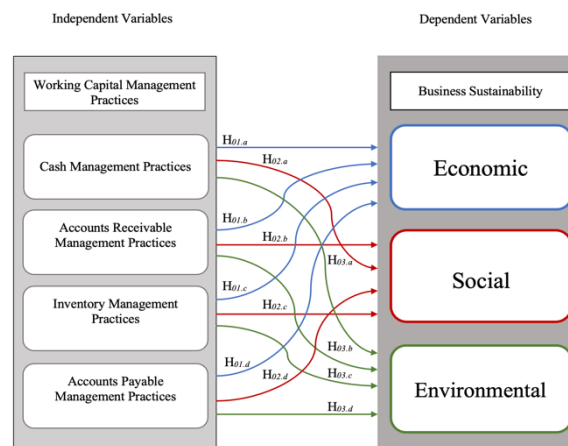 Independent Variables
Dependent Variables
Working Capital Management
Practices
Business Sustainability
Cash Management Practices
Accounts Receivable
Management Practices
Inventory Management
Practices
Accounts Payable
Management Practices
H01.a
H02.a
H01.b
H02.b
H03.a
H01.c
H02.c
H03.b
H01.d
H02.d
H03.c
H03.d
Economic
Social
Environmental